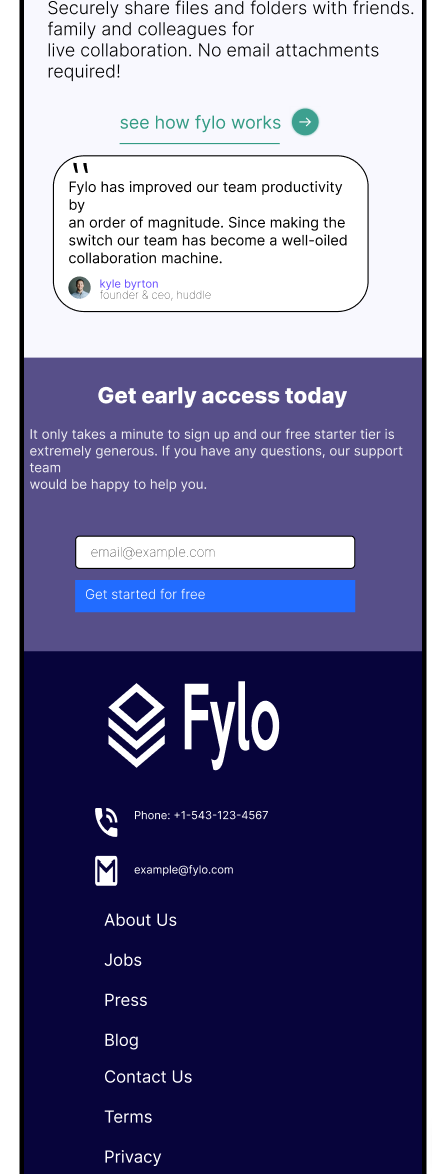 Securely share files and folders with friends.
family and colleagues for
live collaboration. No email attachments
required!
see how fylo works
"
Fylo has improved our team productivity
by
an order of magnitude. Since making the
switch our team has become a well-oiled
collaboration machine.
kyle byrton
founder & ceo, huddle
Get early access today
It only takes a minute to sign up and our free starter tier is
extremely generous. If you have any questions, our support
team
would be happy to help you.
email@example.com
Get started for free
Fylo
Phone: +1-543-123-4567
example@fylo.com
About Us
Jobs
Press
Blog
Contact Us
Terms
Privacy